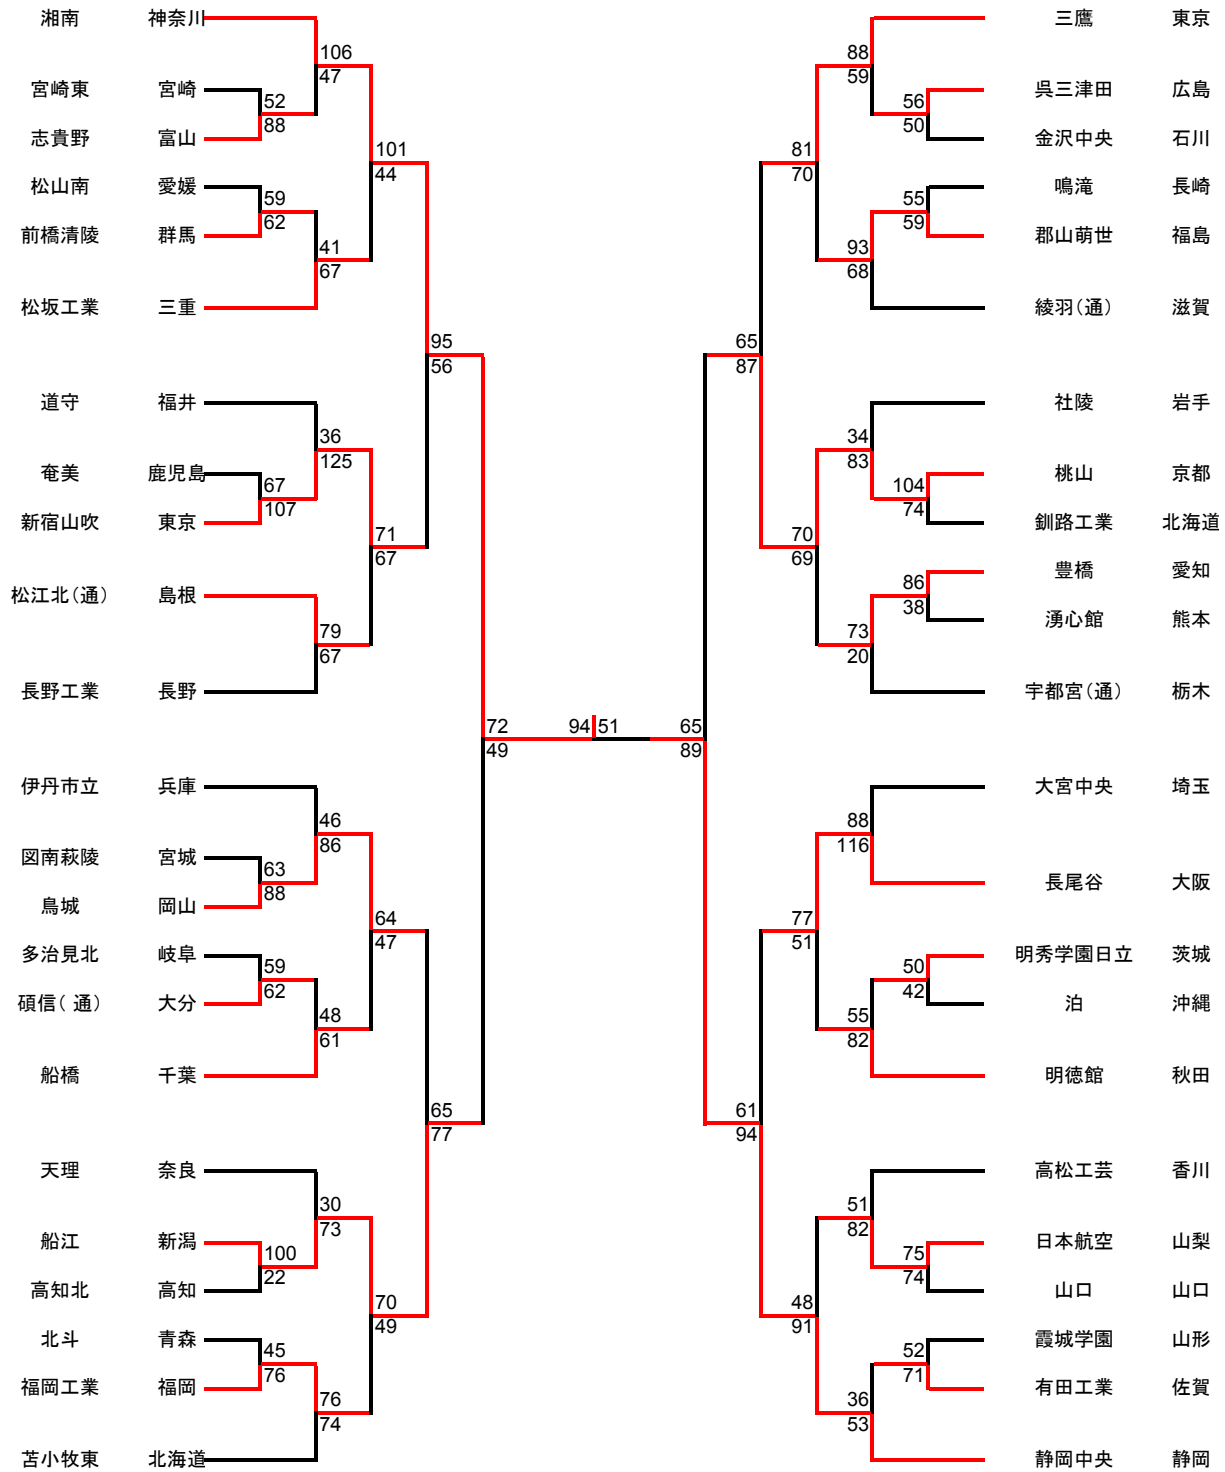 湘南 神奈川
106
47
宮崎東 宮崎
52
88
志貴野 富山
101
44
松山南 愛媛
59
62
前橋清陵 群馬
41
67
松坂工業 三重
95
56
道守 福井
36
125
奄美 鹿児島
67
107
新宿山吹 東京
71
67
松江北（通） 島根
79
67
長野工業 長野
72
49
伊丹市立 兵庫
46
86
図南萩陵 宮城
63
88
鳥城 岡山
64
47
多治見北 岐阜
59
62
碩信（ 通） 大分
48
61
船橋 千葉
65
77
天理 奈良
30
73
船江 新潟
100
22
高知北 高知
70
49
北斗 青森
45
76
福岡工業 福岡
76
74
苫小牧東 北海道
94 51
三鷹 東京
88
59
呉三津田 広島
56
50
金沢中央 石川
81
70
鳴滝 長崎
55
59
郡山萌世 福島
93
68
綾羽（通） 滋賀
65
87
社陵 岩手
34
83
桃山 京都
104
74
釧路工業 北海道
70
69
豊橋 愛知
86
38
湧心館 熊本
73
20
宇都宮（通） 栃木
65
89
大宮中央 埼玉
88
116
長尾谷 大阪
77
51
明秀学園日立 茨城
50
42
泊 沖縄
55
82
明徳館 秋田
61
94
高松工芸 香川
51
82
日本航空 山梨
75
74
山口 山口
48
91
霞城学園 山形
52
71
有田工業 佐賀
36
53
静岡中央 静岡